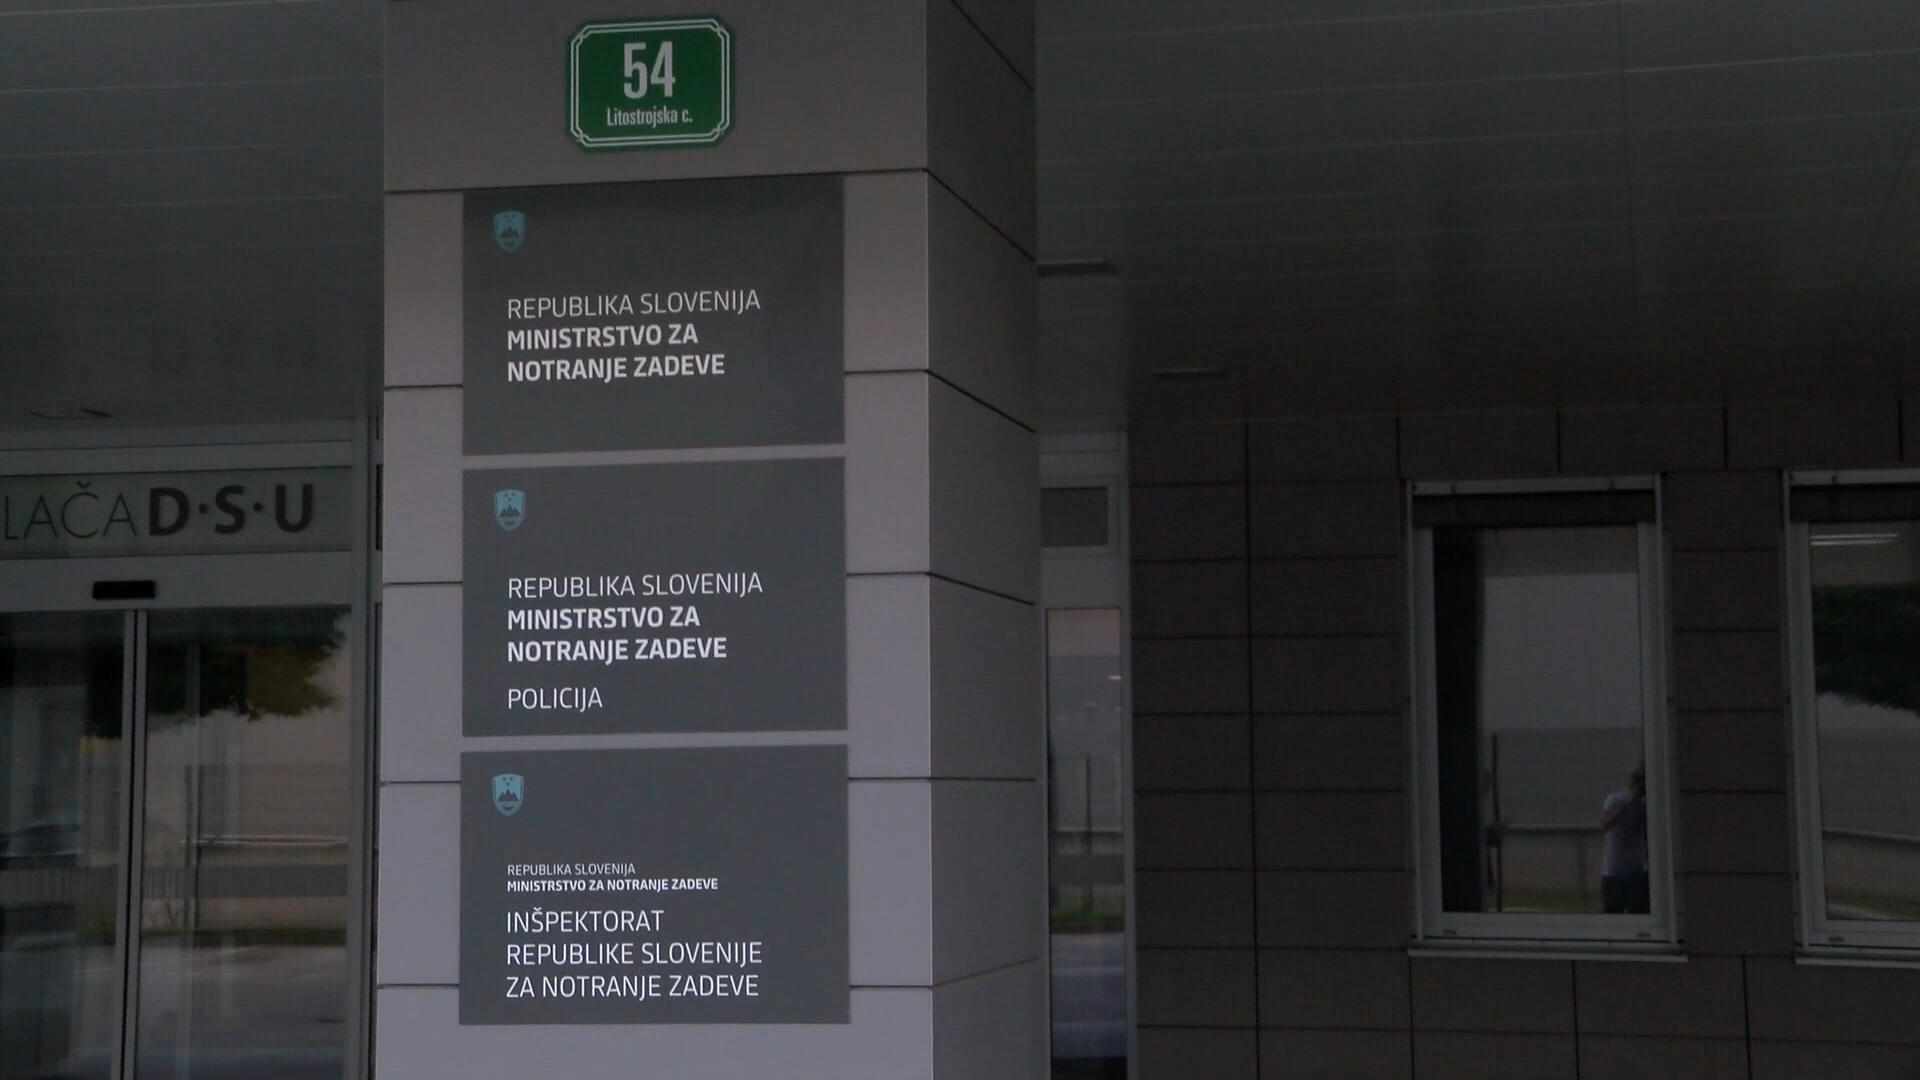 54
Litostrojska c.
REPUBLIKA SLOVENIJA
MINISTRSTVO ZA
NOTRANJE ZADEVE
LAČA D·S·U
REPUBLIKA SLOVENIJA
MINISTRSTVO ZA
NOTRANJE ZADEVE
POLICIJA
REPUBLIKA SLOVENIJA
MINISTRSTVO ZA NOTRANJE ZADEVE
INŠPEKTORAT
REPUBLIKE SLOVENIJE
ZA NOTRANJE ZADEVE